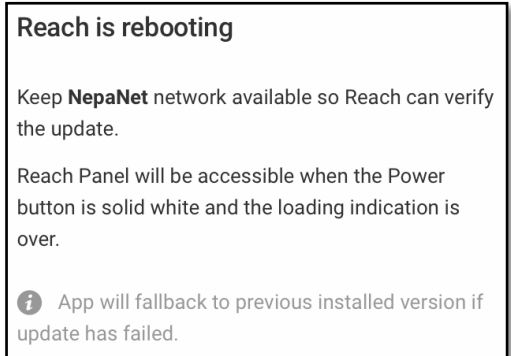 Reach is rebooting
Keep NepaNet network available so Reach can verify
the update.
Reach Panel will be accessible when the Power
button is solid white and the loading indication is
over.
App will fallback to previous installed version if
update has failed.